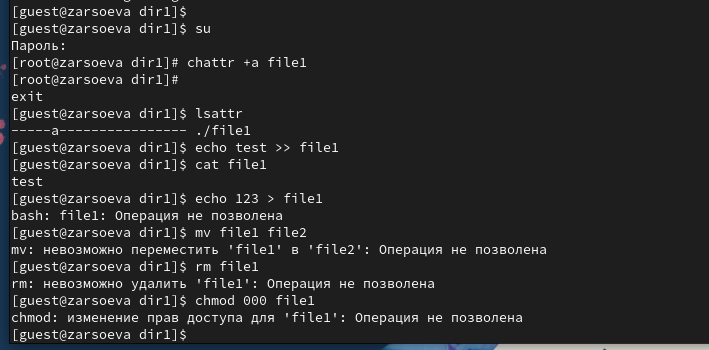 [guest@zarsoeva dir1]$
[guest@zarsoeva dir1]$ su
Пароль:
[root@zarsoeva dir1]# chattr +a file1
[root@zarsoeva dir1]#
exit
[guest@zarsoeva dir1]$ lsattr
-----a---------------- ./file1
[guest@zarsoeva dir1]$ echo test >> file1
[guest@zarsoeva dir1]$ cat file1
test
[guest@zarsoeva dir1]$ echo 123 > file1
bash: file1: Операция не позволена
[guest@zarsoeva dir1]$ mv file1 file2
mv: невозможно переместить 'file1' в 'file2': Операция не позволена
[guest@zarsoeva dir1]$ rm file1
rm: невозможно удалить 'file1': Операция не позволена
[guest@zarsoeva dir1]$ chmod 000 file1
chmod: изменение прав доступа для 'file1': Операция не позволена
[guest@zarsoeva dir1]$